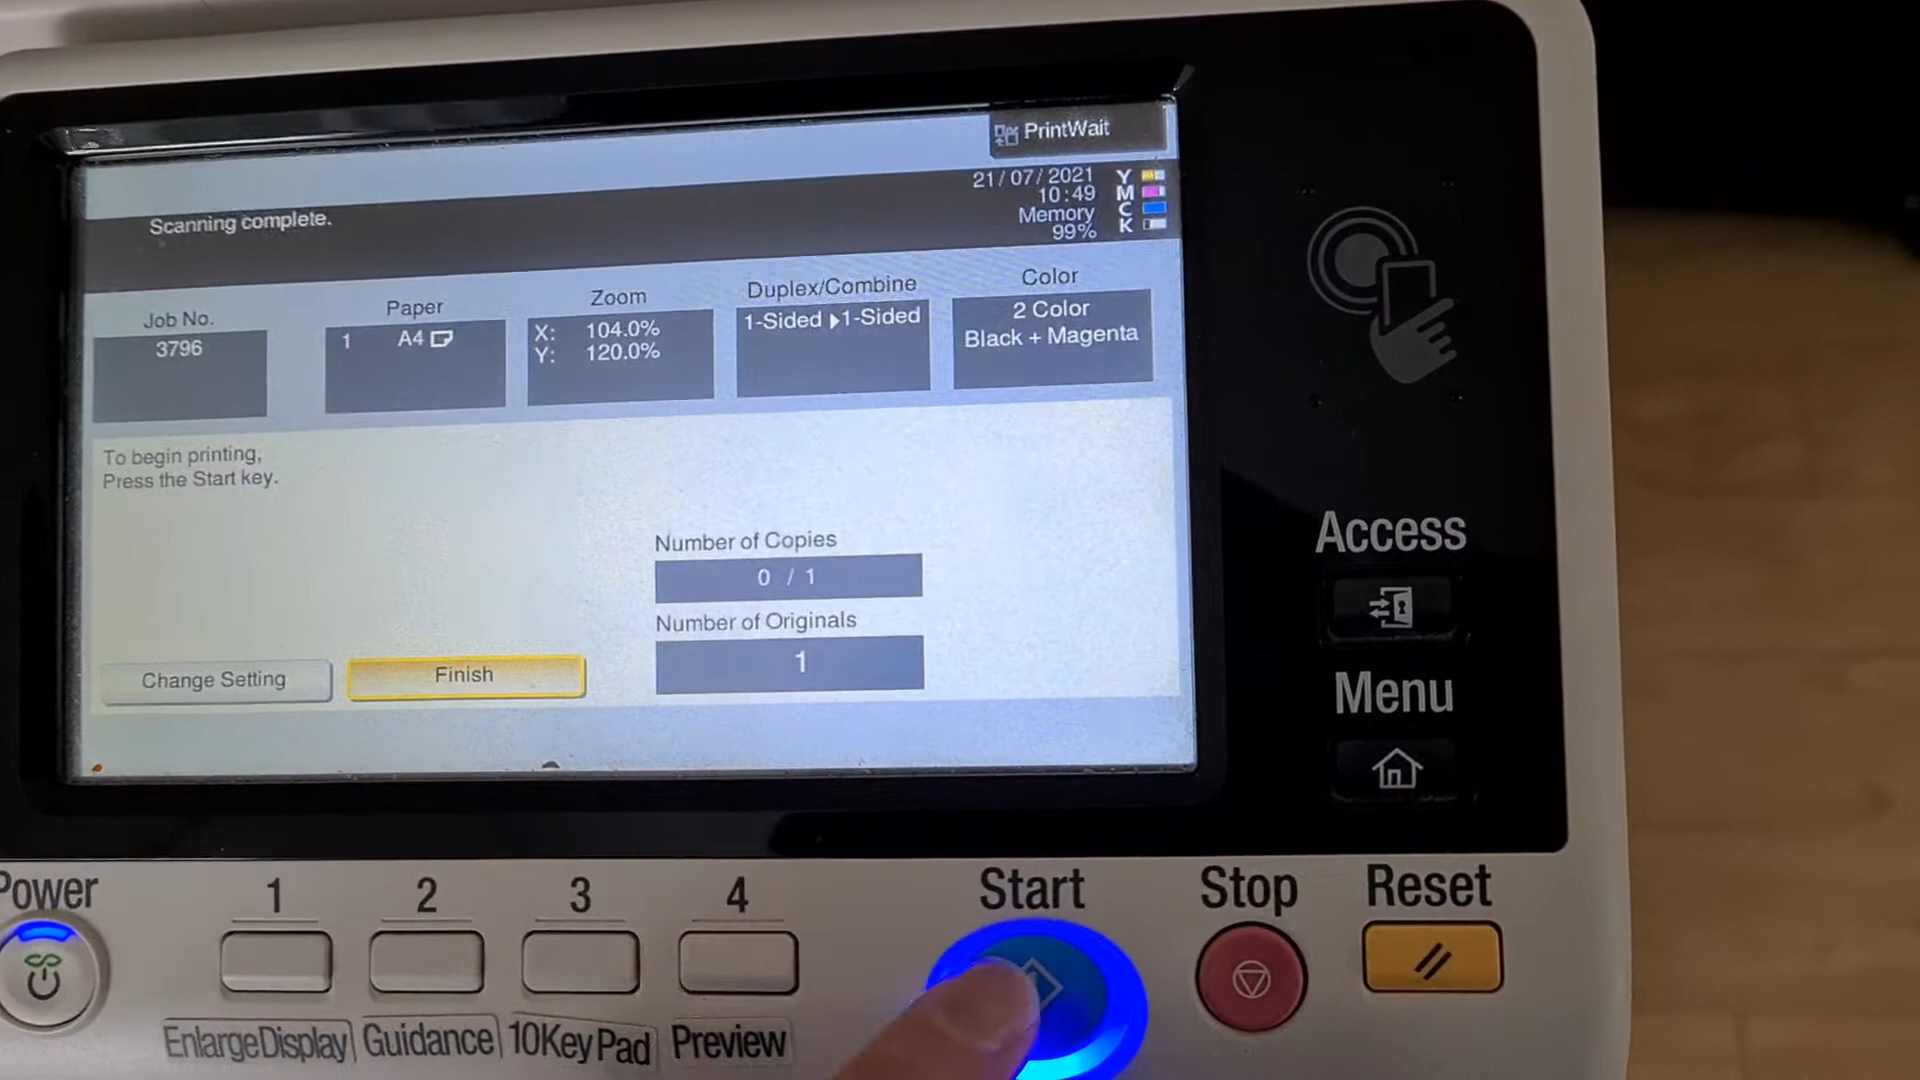 PrintWait
21/07/2021
10:49
Memory
99%
Y
M
C
K
Scanning complete.
Job No.
3796
Paper
1 A4
Zoom
X: 104.0%
Y: 120.0%
Duplex/Combine
1-Sided ▶1-Sided
Color
2 Color
Black + Magenta
To begin printing,
Press the Start key.
Number of Copies
0 / 1
Number of Originals
1
Change Setting
Finish
Access
Menu
Power
1
2
3
4
Start
Stop
Reset
EnlargeDisplay
Guidance
10KeyPad
Preview